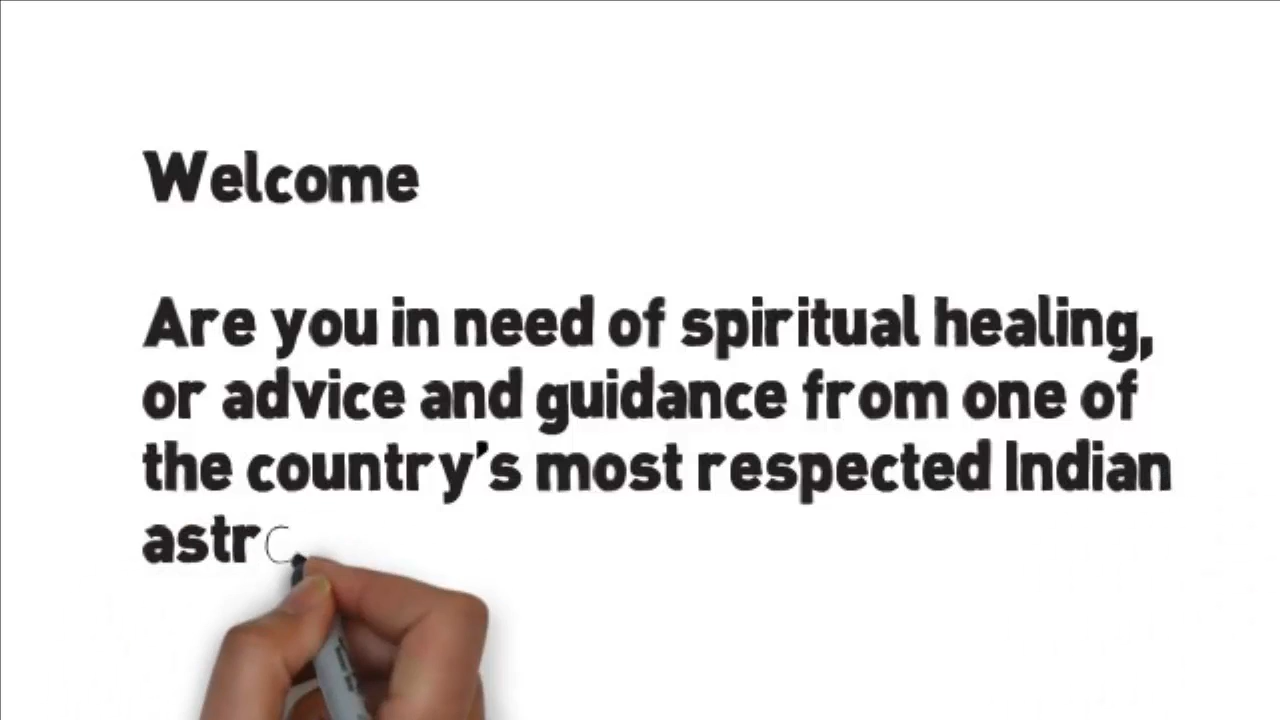 Welcome
Are you in need of spiritual healing,
or advice and guidance from one of
the country's most respected Indian
astro